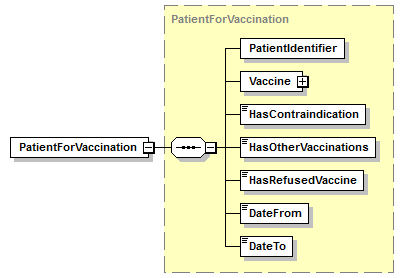 PatientForVaccination
PatientIdentifier
Vaccine
HasContraindication
PatientForVaccination
HasOtherVaccinations
HasRefusedVaccine
DateFrom
DateTo